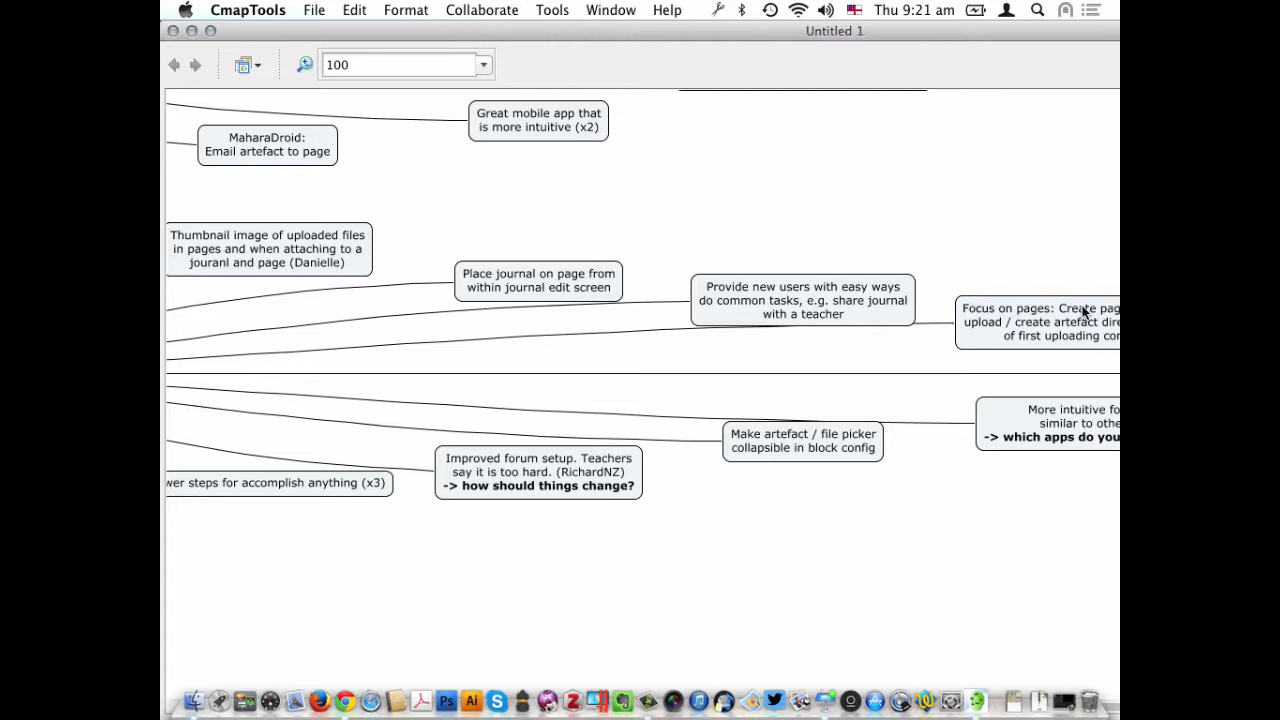 CmapTools File Edit Format Collaborate Tools Window Help Thu 9:21 am
Untitled 1
100
Great mobile app that
is more intuitive (x2)
MaharaDroid:
Email artefact to page
Thumbnail image of uploaded files
in pages and when attaching to a
jouranl and page (Danielle)
Place journal on page from
within journal edit screen
Provide new users with easy ways
do common tasks, e.g. share journal
with a teacher
Focus on pages: Create pag
upload / create artefact dire
of first uploading con
More intuitive fo
similar to othe
-> which apps do you
Make artefact / file picker
collapsible in block config
Improved forum setup. Teachers
say it is too hard. (RichardNZ)
-> how should things change?
wer steps for accomplish anything (x3)